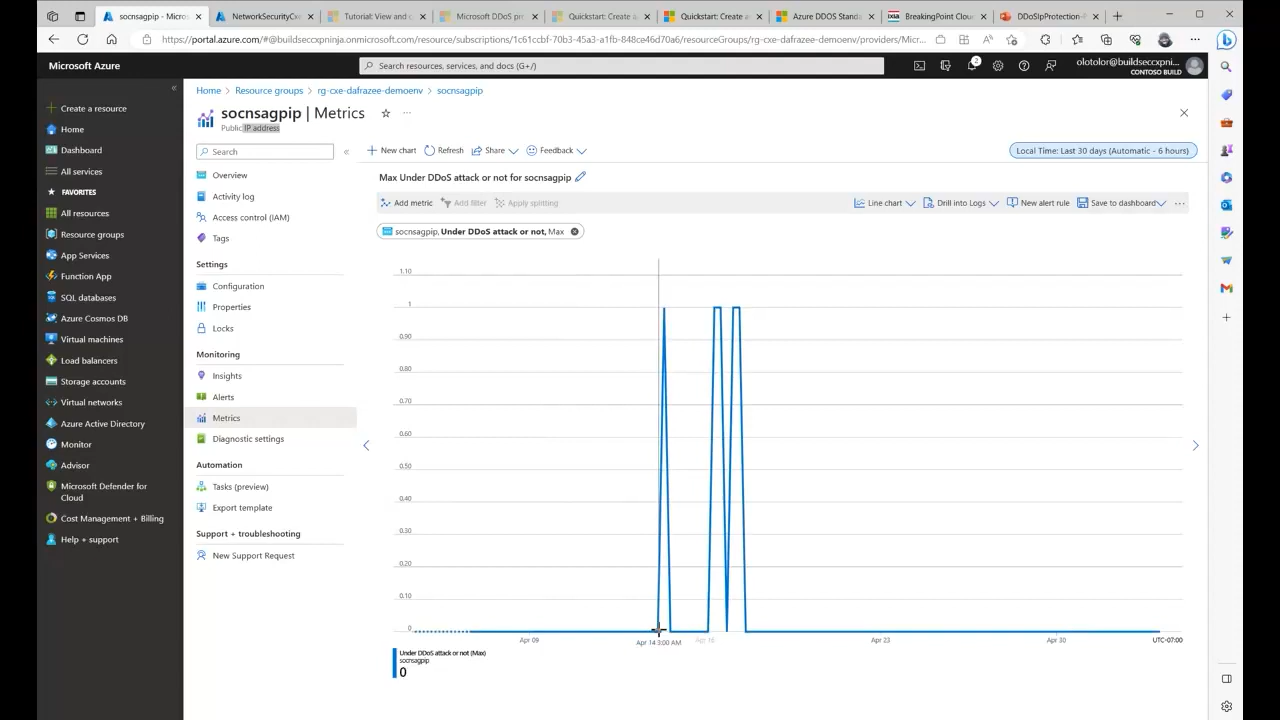 socnsagpip - Micros
NetworkSecurityCxe
Tutorial: View and c
Microsoft DDoS pro
Quickstart: Create a
Quickstart: Create a
Azure DDOS Standa
IXIA
BreakingPoint Cloud
DDoSIpProtection-P
https://portal.azure.com/#@buildseccxpninja.onmicrosoft.com/resource/subscriptions/1c61ccbf-70b3-45a3-a1fb-848ce46d70a6/resourceGroups/rg-cxe-dafrazee-demoenv/providers/Micr...
Microsoft Azure
Search resources, services, and docs (G+/)
2
olotolor@buildseccxpni...
CONTOSO BUILD
Create a resource
Home
Dashboard
All services
FAVORITES
All resources
Resource groups
App Services
Function App
SQL databases
Azure Cosmos DB
Virtual machines
Load balancers
Storage accounts
Virtual networks
Azure Active Directory
Monitor
Advisor
Microsoft Defender for
Cloud
Cost Management + Billing
Help + support
Home
Resource groups
rg-cxe-dafrazee-demoenv
socnsagpip
socnsagpip | Metrics
Public IP address
Search
Overview
Activity log
Access control (IAM)
Tags
Settings
Configuration
Properties
Locks
Monitoring
Insights
Alerts
Metrics
Diagnostic settings
Automation
Tasks (preview)
Export template
Support + troubleshooting
New Support Request
New chart
Refresh
Share
Feedback
Local Time: Last 30 days (Automatic - 6 hours)
Max Under DDoS attack or not for socnsagpip
Add metric
Add filter
Apply splitting
Line chart
Drill into Logs
New alert rule
Save to dashboard
socnsagpip, Under DDoS attack or not, Max
1.10
1
0.90
0.80
0.70
0.60
0.50
0.40
0.30
0.20
0.10
0
Apr 09
Apr 14 3:00 AM
Apr 16
Apr 23
Apr 30
UTC-07:00
Under DDoS attack or not (Max)
socnsagpip
0